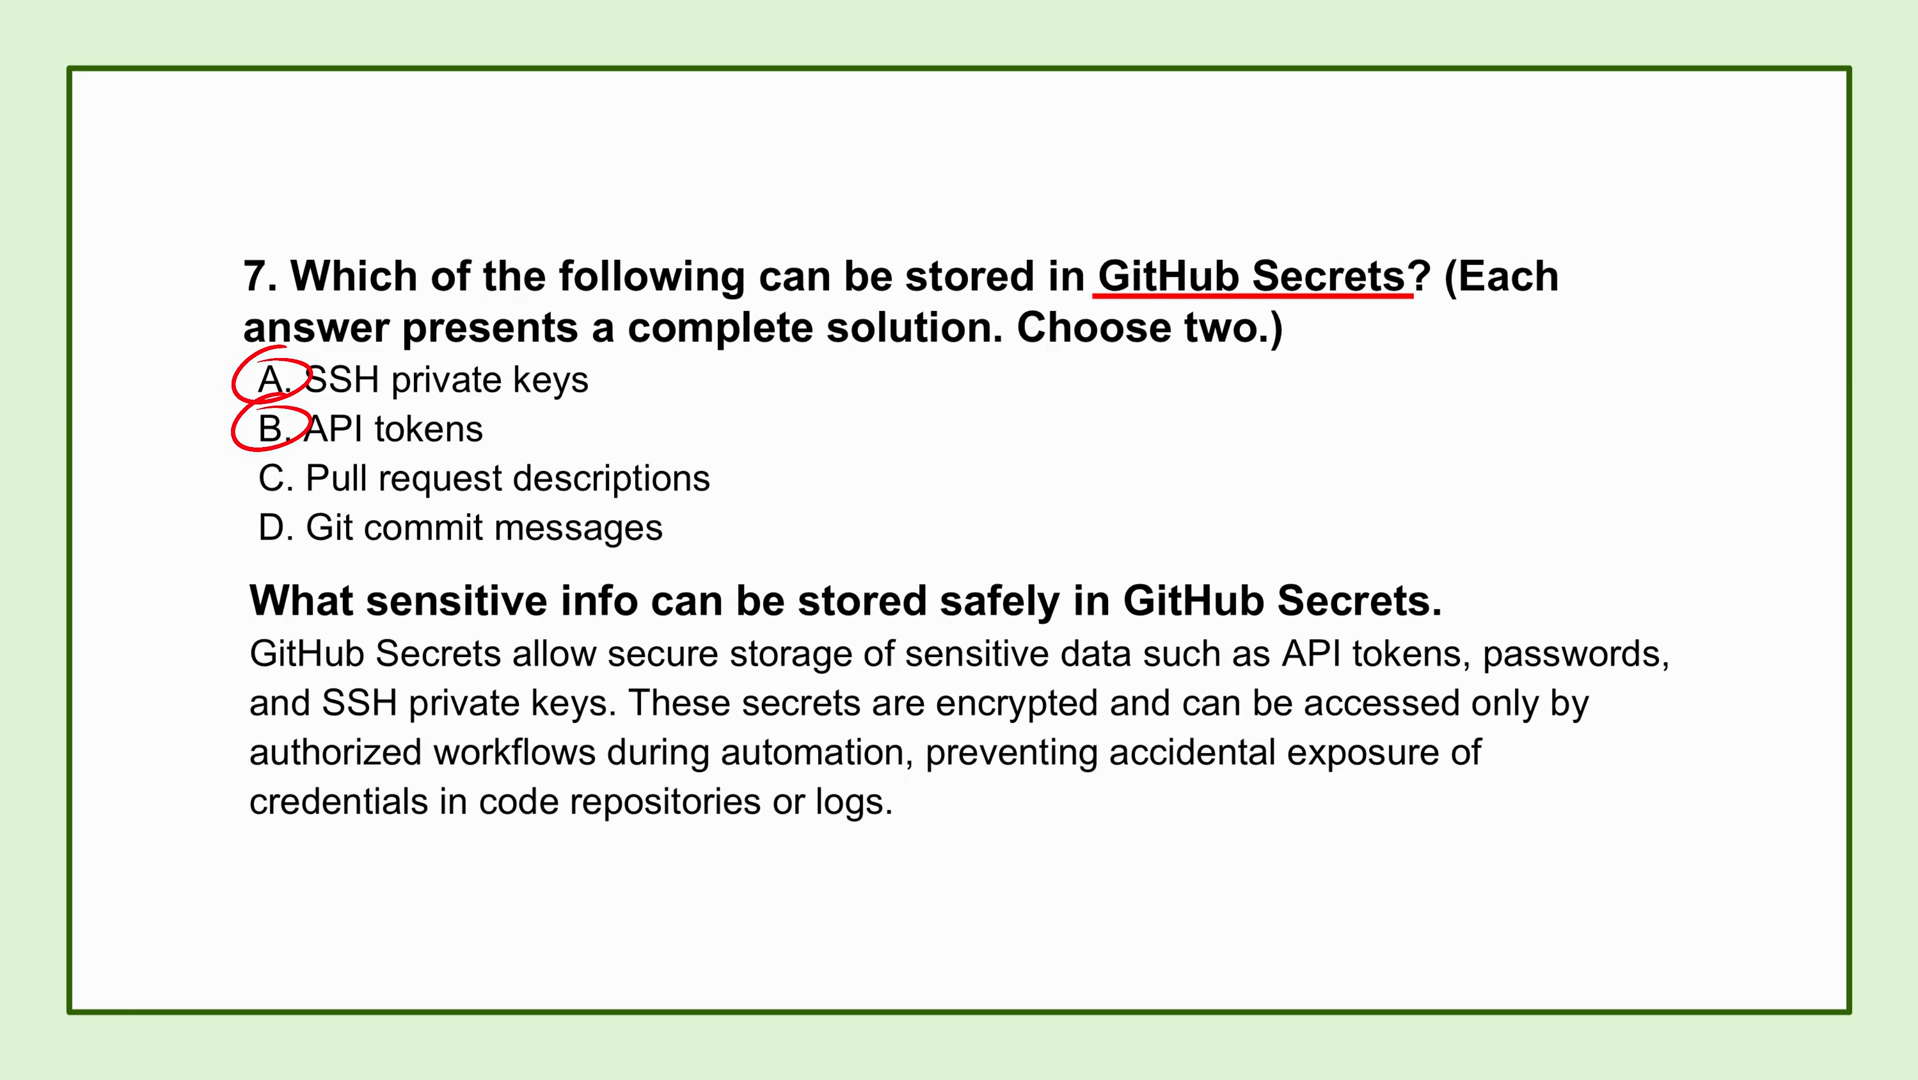 7. Which of the following can be stored in GitHub Secrets? (Each
answer presents a complete solution. Choose two.)
A. SSH private keys
B. API tokens
C. Pull request descriptions
D. Git commit messages
What sensitive info can be stored safely in GitHub Secrets.
GitHub Secrets allow secure storage of sensitive data such as API tokens, passwords,
and SSH private keys. These secrets are encrypted and can be accessed only by
authorized workflows during automation, preventing accidental exposure of
credentials in code repositories or logs.